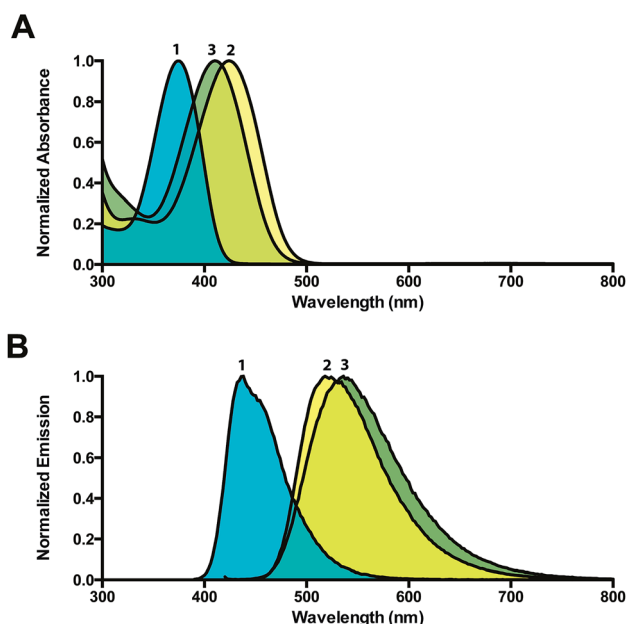 A
1 3 2
1.0
0.8
0.6
0.4
0.2
0.0
Normalized Absorbance
300 400 500 600 700 800
Wavelength (nm)
B
1 2 3
1.0
0.8
0.6
0.4
0.2
0.0
Normalized Emission
300 400 500 600 700 800
Wavelength (nm)